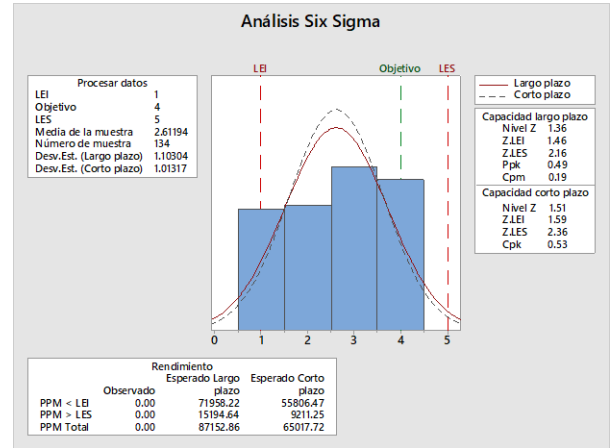 Análisis Six Sigma
LEI Objetivo LES
Procesar datos
LEI 1
Objetivo 4
LES 5
Media de la muestra 2.61194
Número de muestra 134
Desv.Est. (Largo plazo) 1.10304
Desv.Est. (Corto plazo) 1.01317
Largo plazo
Corto plazo
Capacidad largo plazo
Nivel Z 1.36
Z.LEI 1.46
Z.LES 2.16
Ppk 0.49
Cpm 0.19
Capacidad corto plazo
Nivel Z 1.51
Z.LEI 1.59
Z.LES 2.36
Cpk 0.53
0 1 2 3 4 5
Rendimiento
Esperado Largo Esperado Corto
Observado plazo plazo
PPM < LEI 0.00 71958.22 55806.47
PPM > LES 0.00 15194.64 9211.25
PPM Total 0.00 87152.86 65017.72